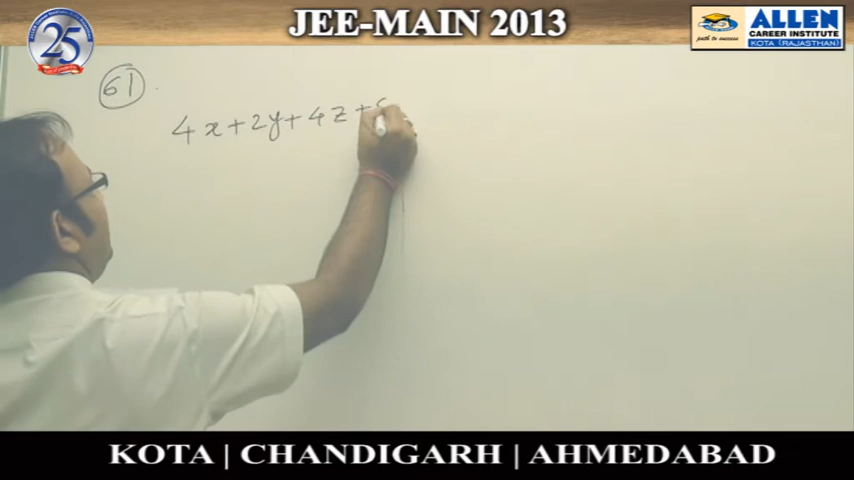 JEE-MAIN 2013
25
path to success
ALLEN
CAREER INSTITUTE
KOTA (RAJASTHAN)
61.
4x+2y+4z+
KOTA | CHANDIGARH | AHMEDABAD